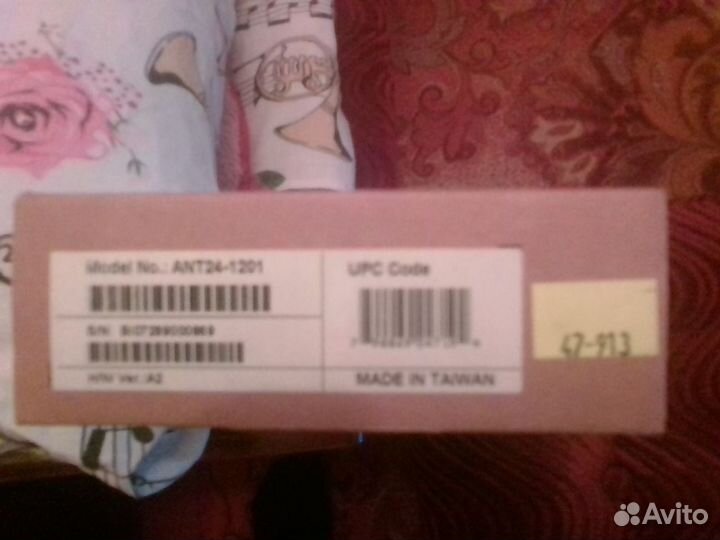 Model No.: ANT24-1201
UPC Code
S/N
H/W Ver.:A2
MADE IN TAIWAN
47-913
Avito